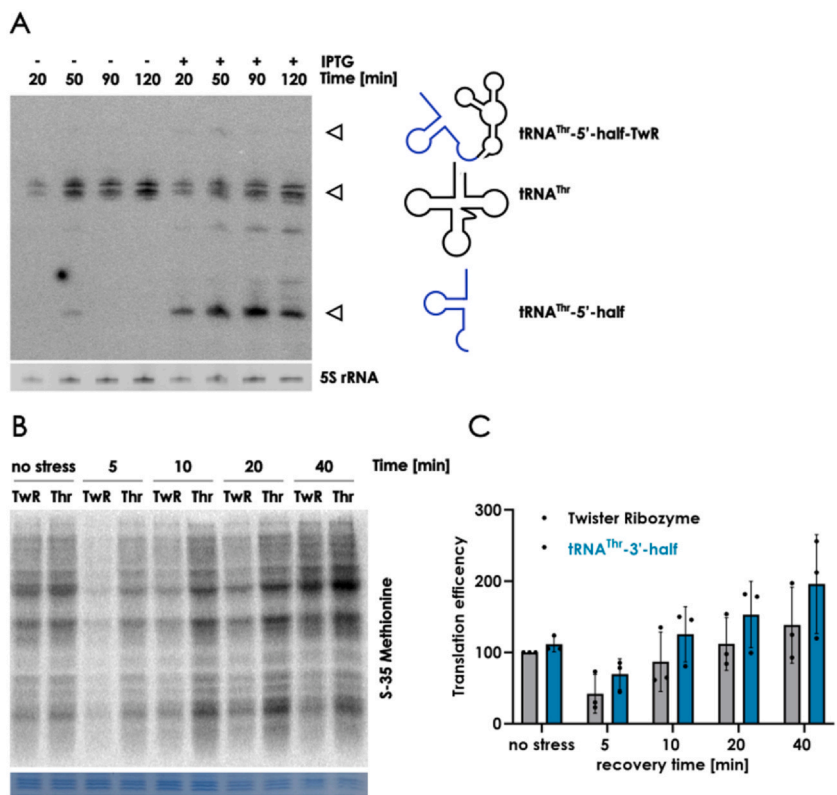 A
- - - - + + + + IPTG
20 50 90 120 20 50 90 120 Time [min]
tRNAThr-5'-half-TwR
tRNAThr
tRNAThr-5'-half
5S rRNA
B
no stress 5 10 20 40 Time [min]
TwR Thr TwR Thr TwR Thr TwR Thr TwR Thr
S-35 Methionine
C
Translation efficency
300
200
100
0
Twister Ribozyme
tRNAThr-3'-half
no stress 5 10 20 40
recovery time [min]